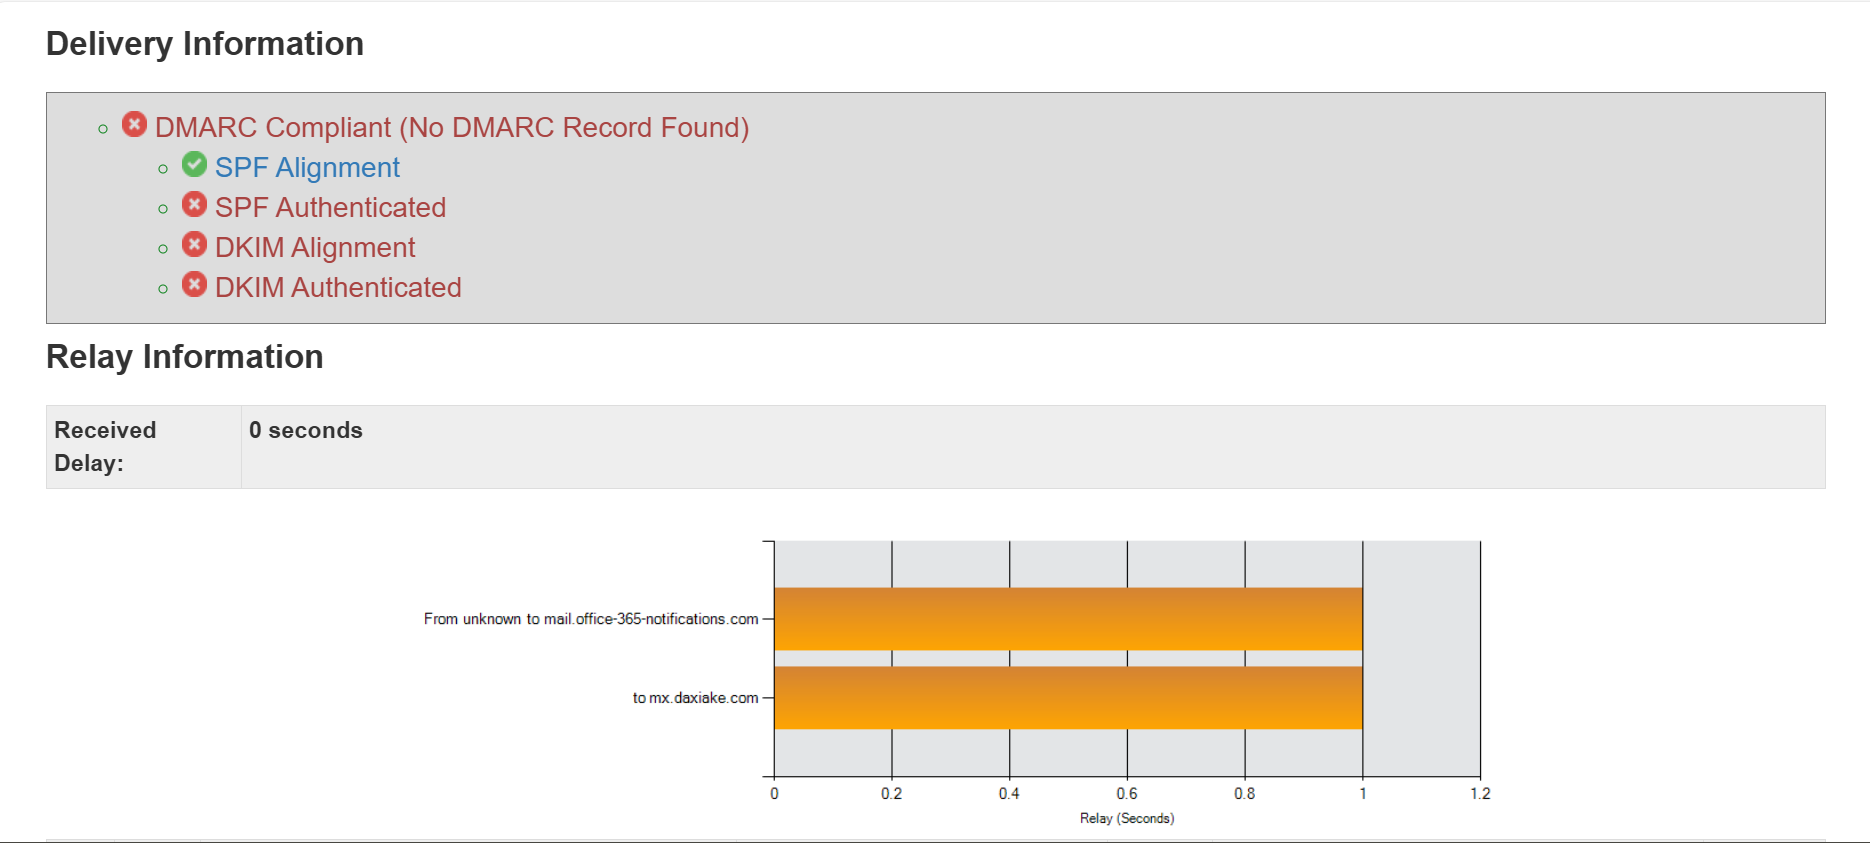 Delivery Information
DMARC Compliant (No DMARC Record Found)
SPF Alignment
SPF Authenticated
DKIM Alignment
DKIM Authenticated
Relay Information
Received Delay:
0 seconds
From unknown to mail.office-365-notifications.com
to mx.daxiake.com
0 0.2 0.4 0.6 0.8 1 1.2
Relay (Seconds)